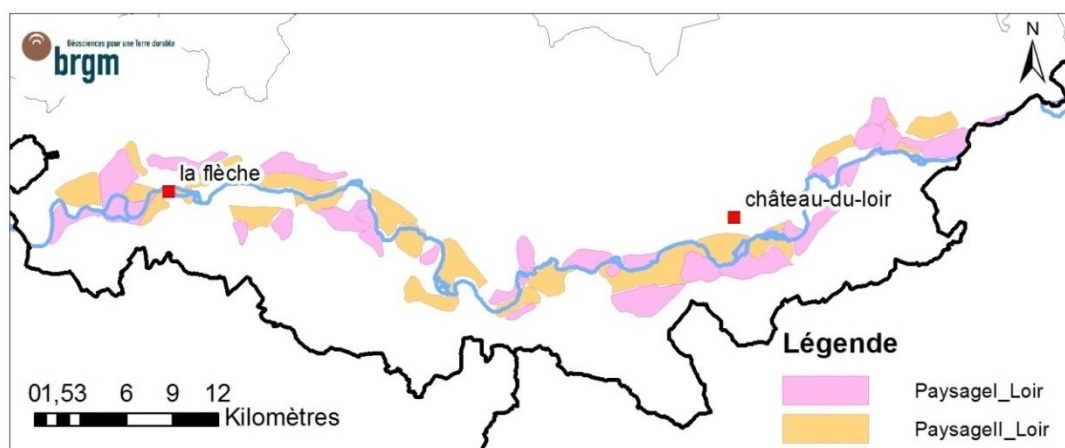 Géosciences pour une Terre durable
brgm
N
la flèche
château-du-loir
Légende
PaysageI_Loir
PaysageII_Loir
01,53 6 9 12
Kilomètres